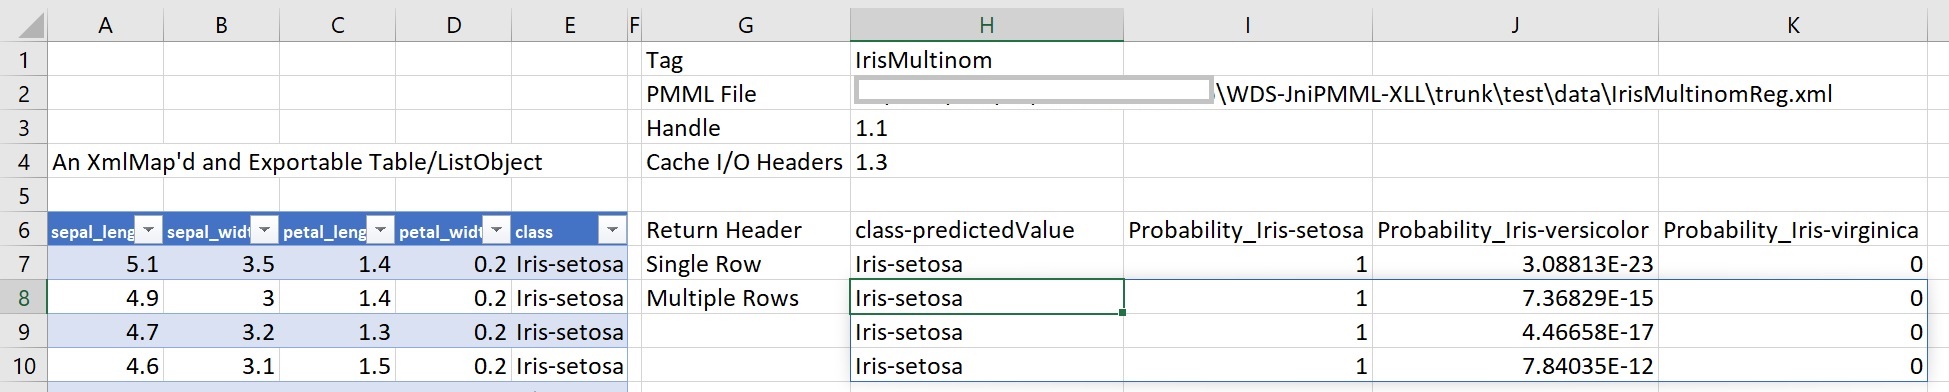 A B C D E F G H I J K
1 Tag IrisMultinom
2 PMML File \WDS-JniPMML-XLL\trunk\test\data\IrisMultinomReg.xml
3 Handle 1.1
4 An XmlMap'd and Exportable Table/ListObject Cache I/O Headers 1.3
5
6 sepal_leng sepal_widt petal_leng petal_widt class Return Header class-predictedValue Probability_Iris-setosa Probability_Iris-versicolor Probability_Iris-virginica
7 5.1 3.5 1.4 0.2 Iris-setosa Single Row Iris-setosa 1 3.08813E-23 0
8 4.9 3 1.4 0.2 Iris-setosa Multiple Rows Iris-setosa 1 7.36829E-15 0
9 4.7 3.2 1.3 0.2 Iris-setosa Iris-setosa 1 4.46658E-17 0
10 4.6 3.1 1.5 0.2 Iris-setosa Iris-setosa 1 7.84035E-12 0